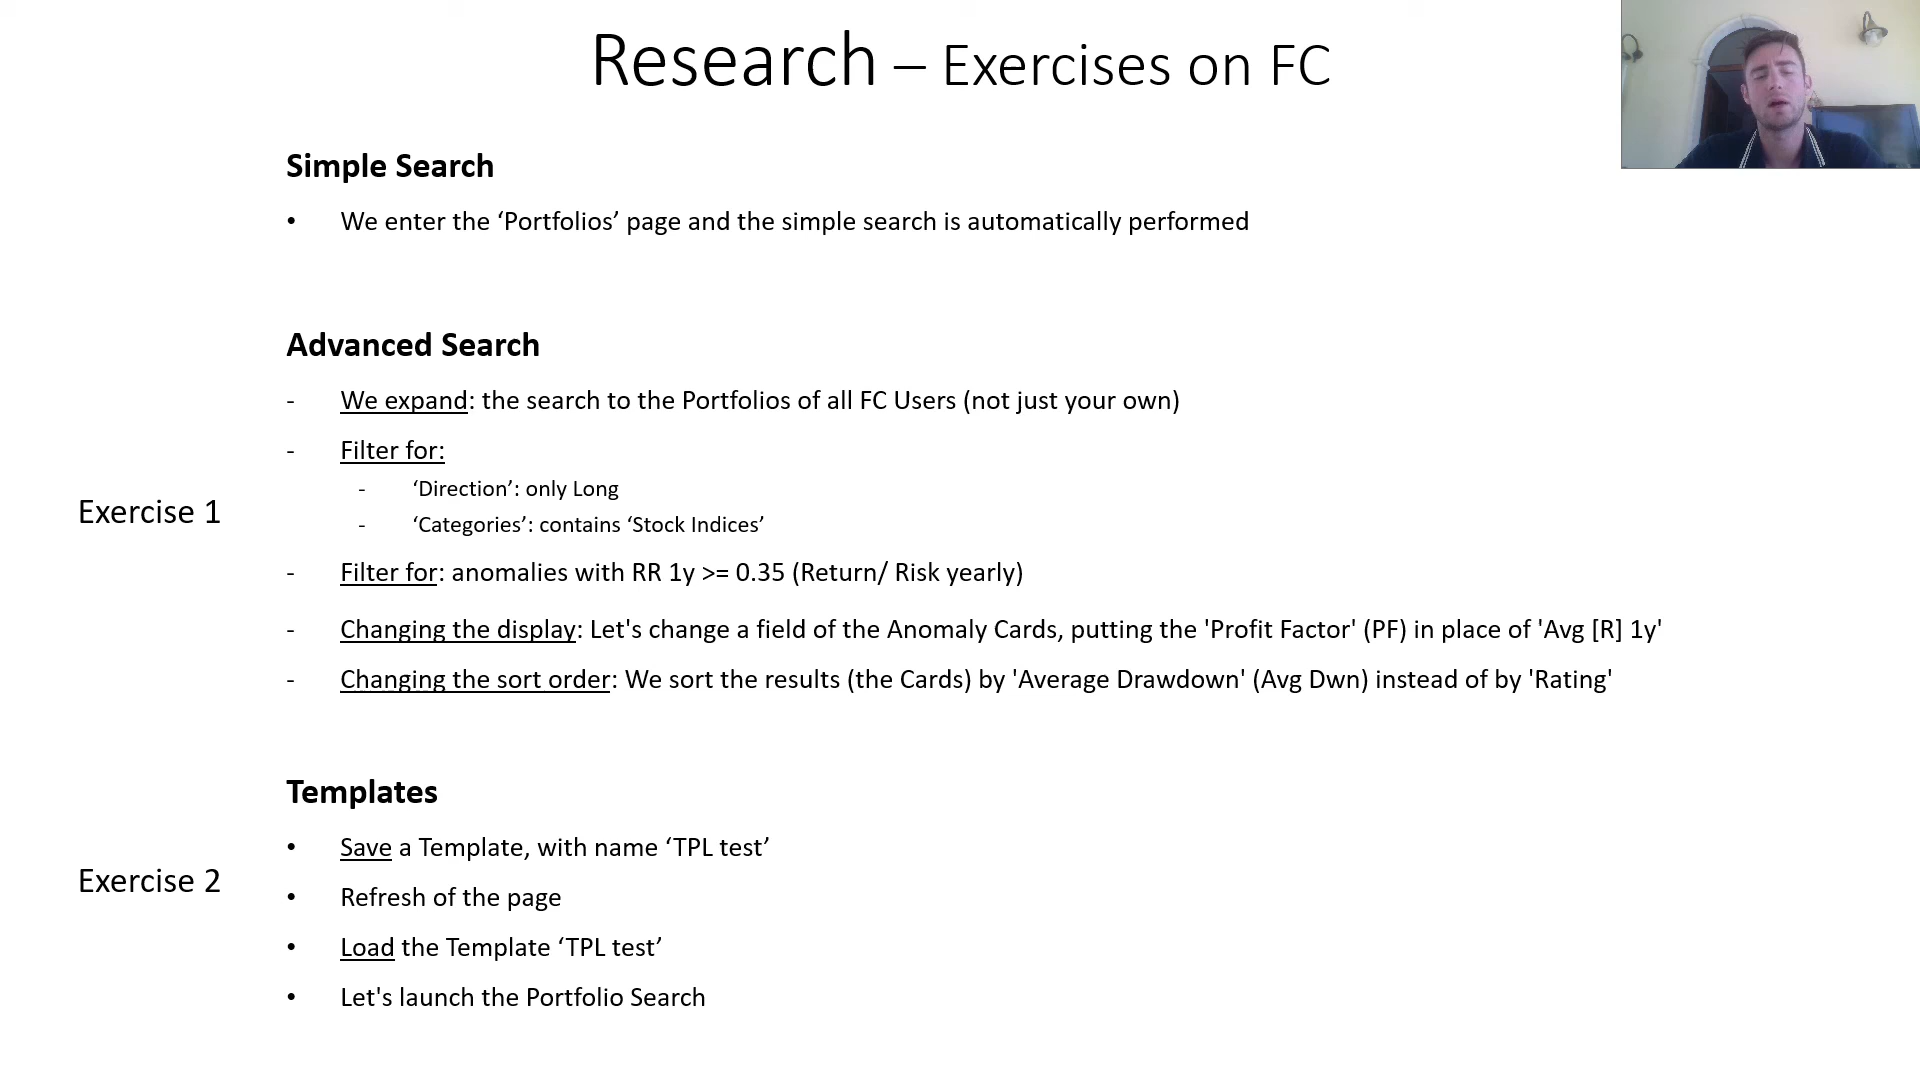 Research – Exercises on FC
Simple Search
• We enter the ‘Portfolios’ page and the simple search is automatically performed
Advanced Search
- We expand: the search to the Portfolios of all FC Users (not just your own)
- Filter for:
- ‘Direction’: only Long
Exercise 1
- ‘Categories’: contains ‘Stock Indices’
- Filter for: anomalies with RR 1y >= 0.35 (Return/ Risk yearly)
- Changing the display: Let's change a field of the Anomaly Cards, putting the 'Profit Factor' (PF) in place of 'Avg [R] 1y'
- Changing the sort order: We sort the results (the Cards) by 'Average Drawdown' (Avg Dwn) instead of by 'Rating'
Templates
• Save a Template, with name ‘TPL test’
Exercise 2
• Refresh of the page
• Load the Template ‘TPL test’
• Let's launch the Portfolio Search